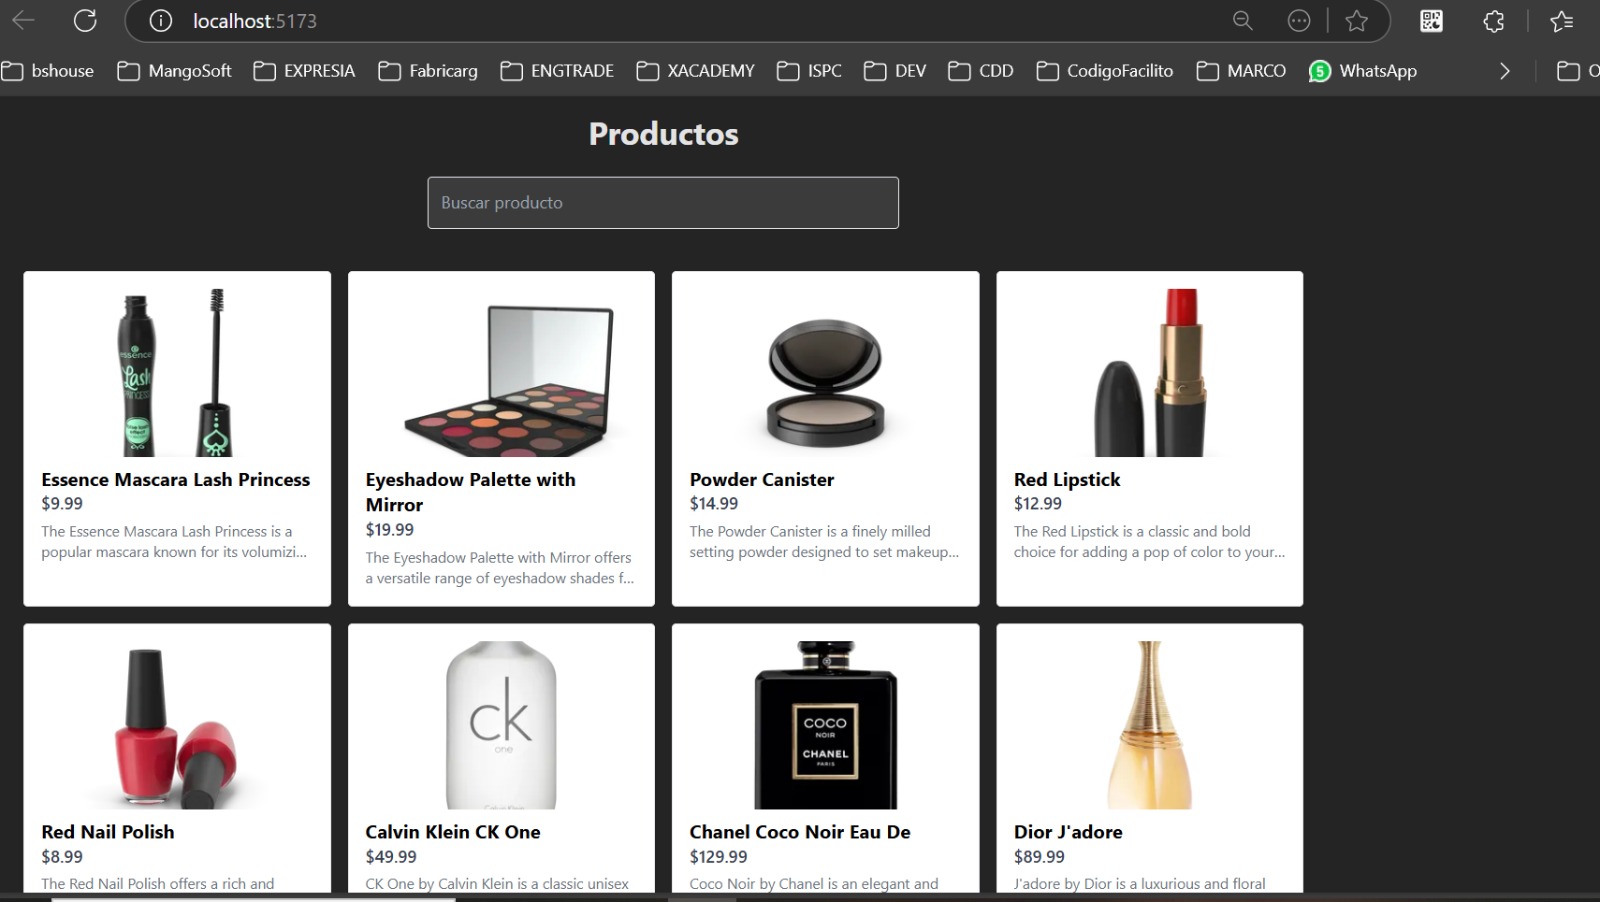 localhost:5173
bshouse MangoSoft EXPRESIA Fabricarg ENGTRADE XACADEMY ISPC DEV CDD CodigoFacilito MARCO 5 WhatsApp O
Productos
Buscar producto
essence
Lash
PRINCESS
Essence Mascara Lash Princess
$9.99
The Essence Mascara Lash Princess is a
popular mascara known for its volumizi...
Eyeshadow Palette with
Mirror
$19.99
The Eyeshadow Palette with Mirror offers
a versatile range of eyeshadow shades f...
Powder Canister
$14.99
The Powder Canister is a finely milled
setting powder designed to set makeup...
Red Lipstick
$12.99
The Red Lipstick is a classic and bold
choice for adding a pop of color to your...
Red Nail Polish
$8.99
The Red Nail Polish offers a rich and
ck
one
Calvin Klein CK One
$49.99
CK One by Calvin Klein is a classic unisex
COCO
NOIR
CHANEL
PARIS
Chanel Coco Noir Eau De
$129.99
Coco Noir by Chanel is an elegant and
Dior J'adore
$89.99
J'adore by Dior is a luxurious and floral